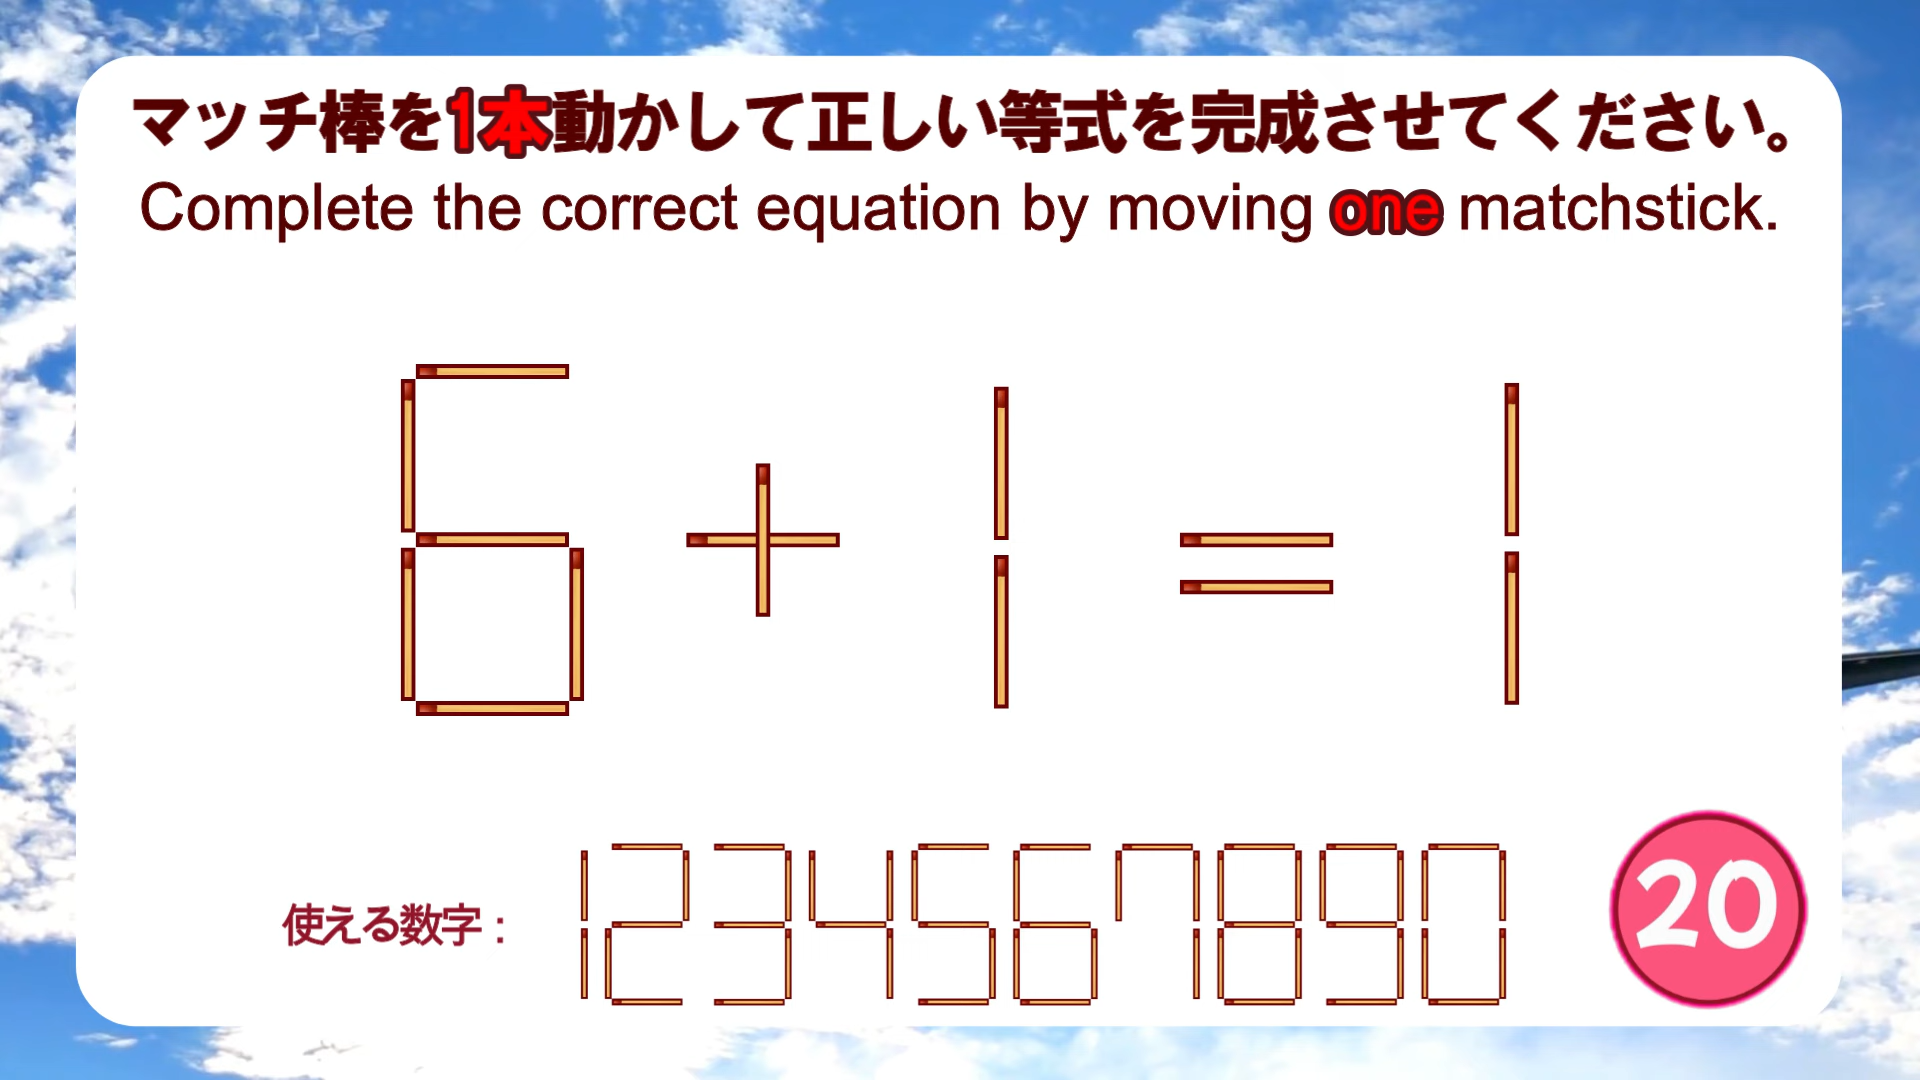 マッチ棒を1本動かして正しい等式を完成させてください。
Complete the correct equation by moving one matchstick.
6+1=1
使える数字：1234567890
20